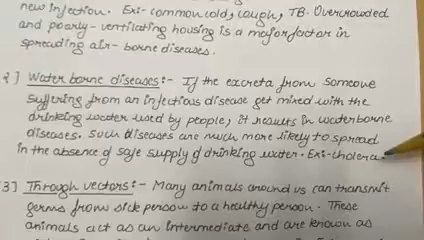 new infection. Ex:- common cold, cough, TB. Overcrowded
and poorly-ventilating housing is a major factor in
spreading air-borne diseases.
2] Water borne diseases:- If the excreta from someone
suffering from an infectious disease get mixed with the
drinking water used by people, it results in waterborne
diseases. Such diseases are much more likely to spread
in the absence of safe supply of drinking water. Ex:- cholera.
3] Through vectors:- Many animals around us can transmit
germs from sick person to a healthy person. These
animals act as an intermediate and are known as